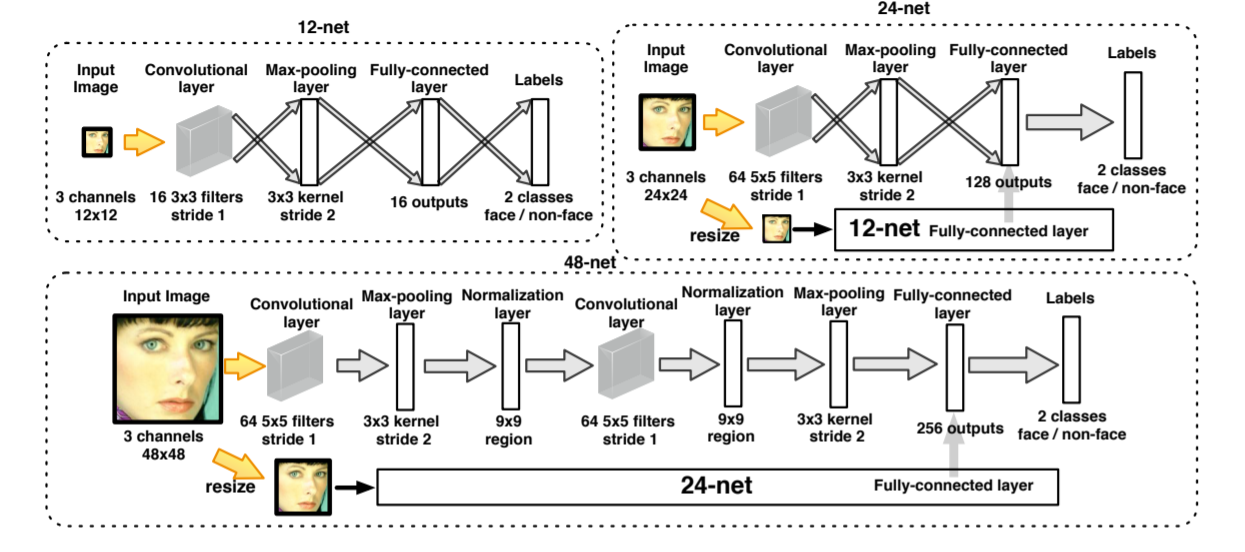 12-net
Input
Image
Convolutional
layer
Max-pooling
layer
Fully-connected
layer
Labels
3 channels
12x12
16 3x3 filters
stride 1
3x3 kernel
stride 2
16 outputs
2 classes
face / non-face
24-net
Input
Image
Convolutional
layer
Max-pooling
layer
Fully-connected
layer
Labels
3 channels
24x24
64 5x5 filters
stride 1
3x3 kernel
stride 2
128 outputs
2 classes
face / non-face
resize
12-net Fully-connected layer
48-net
Input Image
Convolutional
layer
Max-pooling
layer
Normalization
layer
Convolutional
layer
Normalization
layer
Max-pooling
layer
Fully-connected
layer
Labels
3 channels
48x48
64 5x5 filters
stride 1
3x3 kernel
stride 2
9x9
region
64 5x5 filters
stride 1
9x9
region
3x3 kernel
stride 2
256 outputs
2 classes
face / non-face
resize
24-net Fully-connected layer